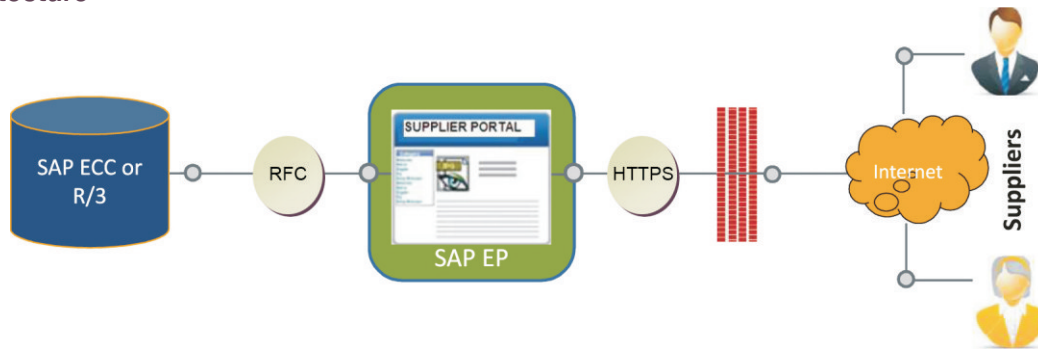 SAP ECC or
R/3
RFC
SUPPLIER PORTAL
SAP EP
HTTPS
Internet
Suppliers